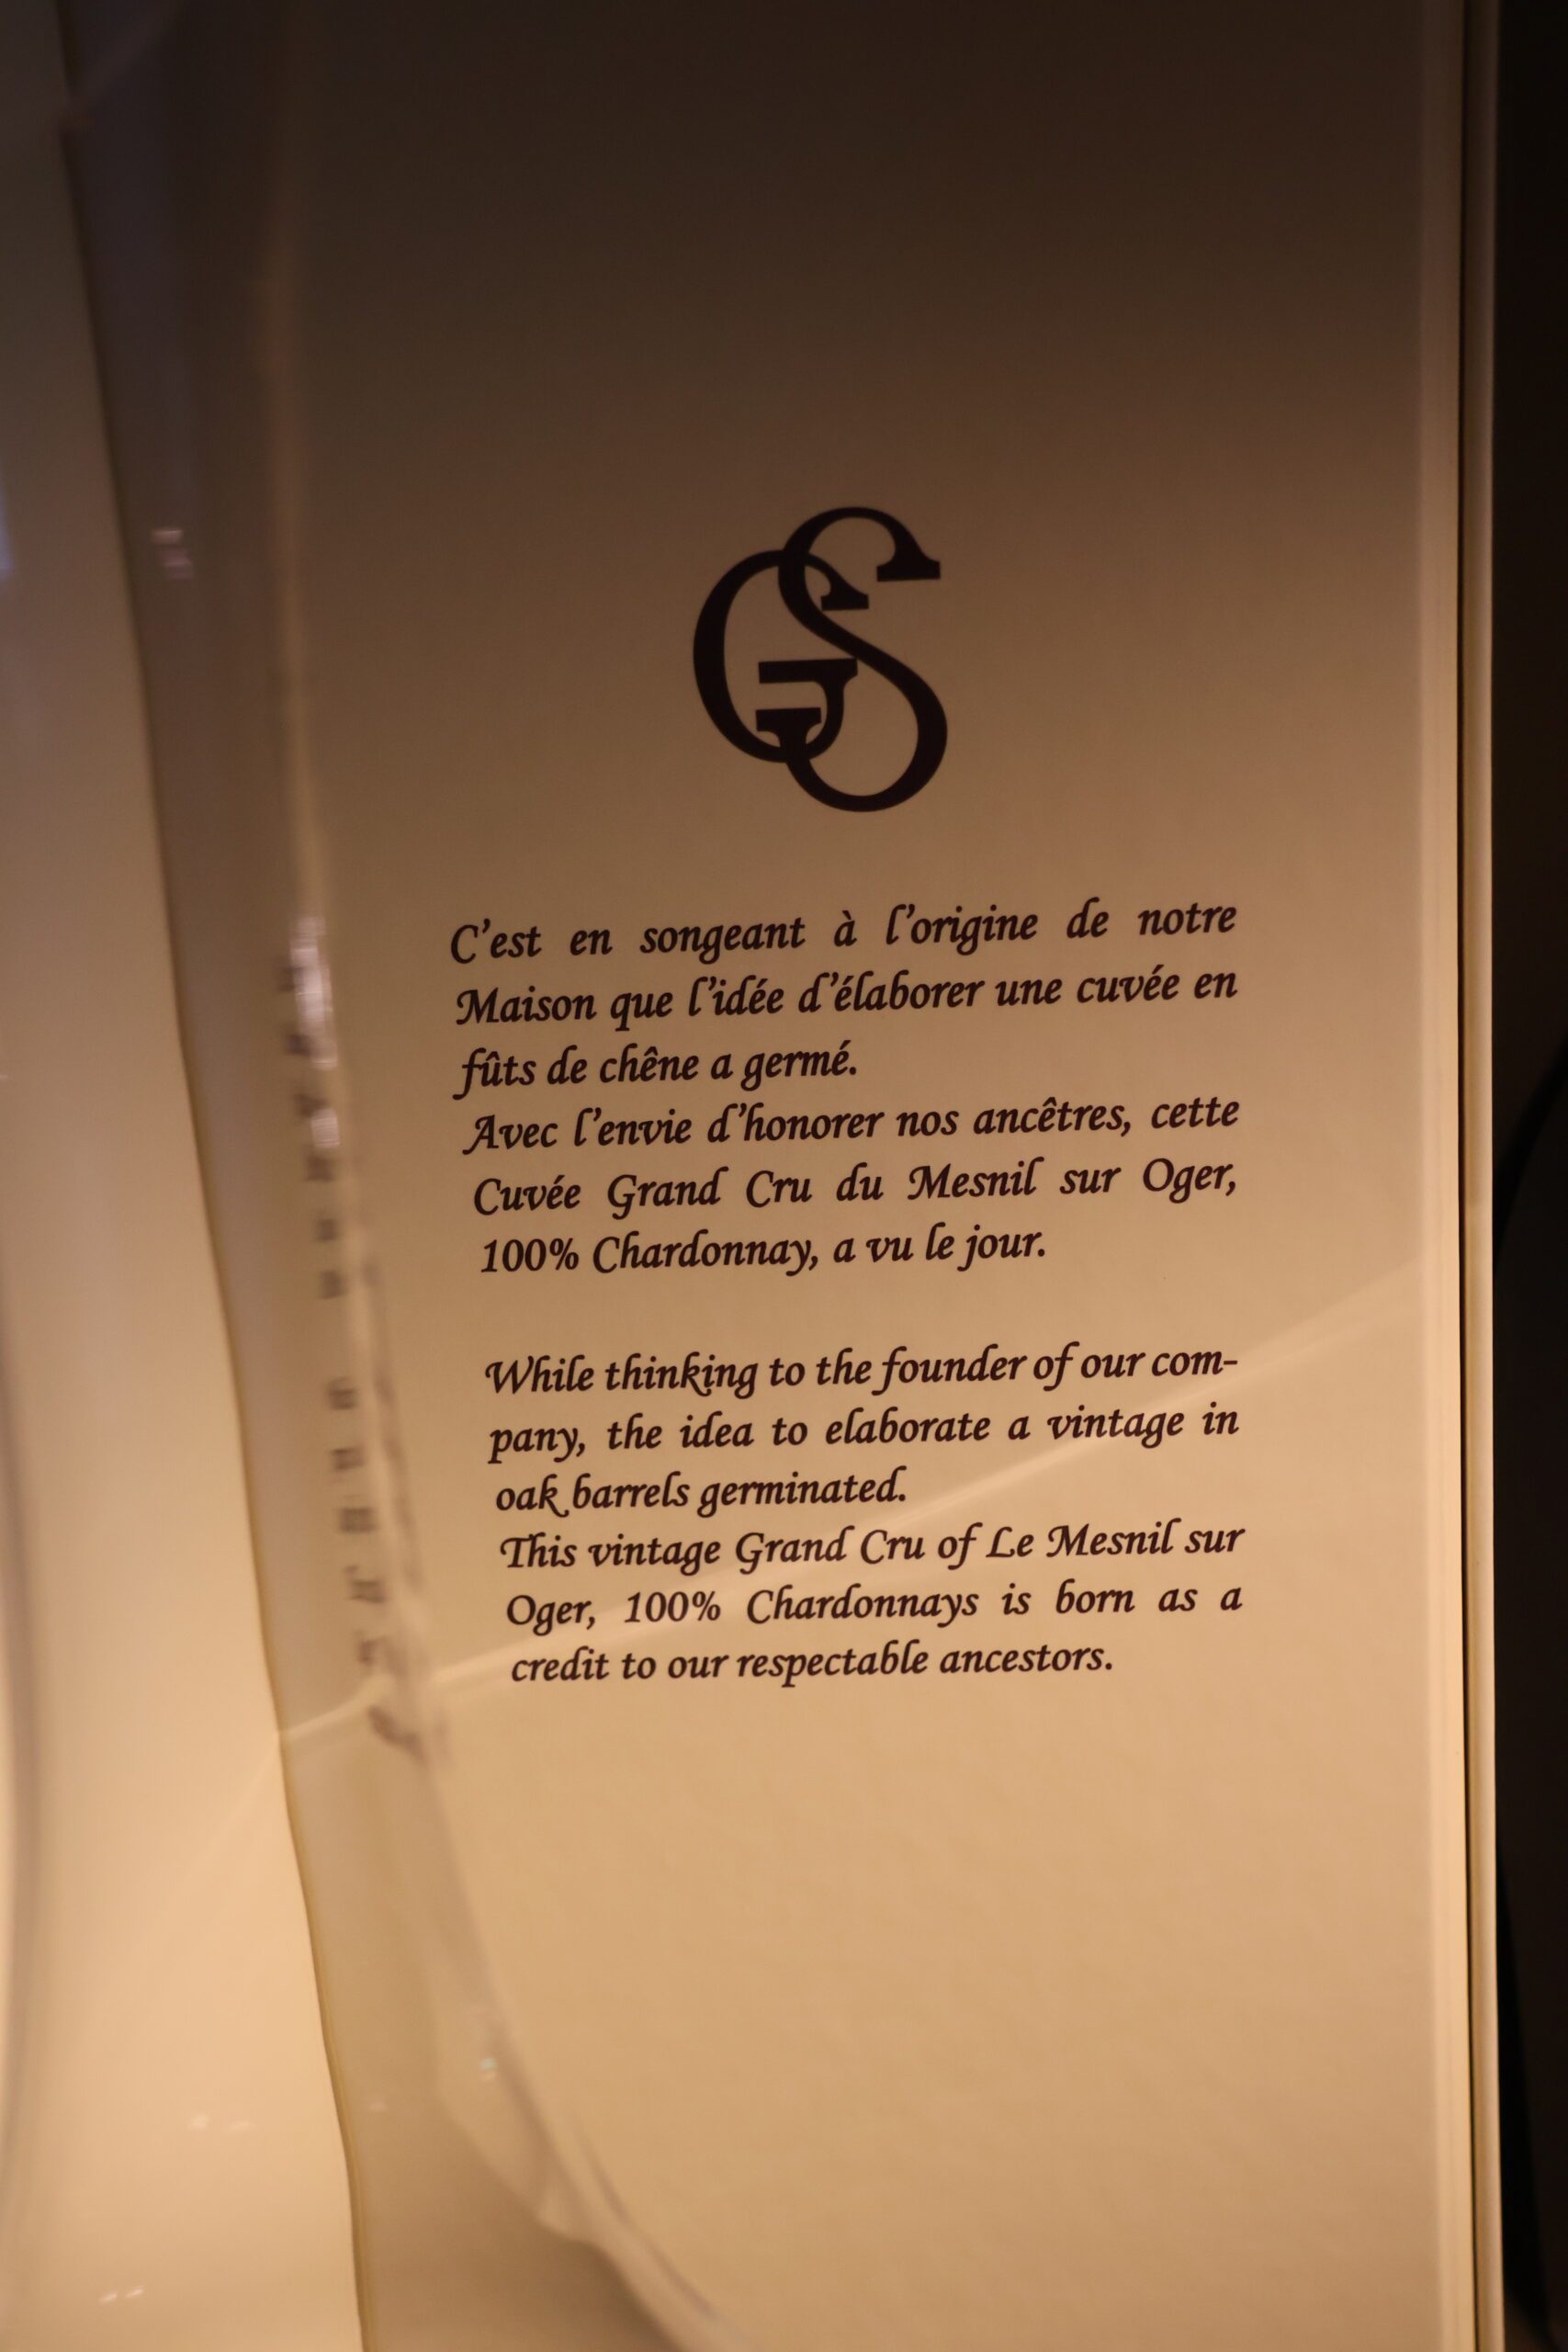 GS
C'est en songeant à l'origine de notre
Maison que l'idée d'élaborer une cuvée en
fûts de chêne a germé.
Avec l'envie d'honorer nos ancêtres, cette
Cuvée Grand Cru du Mesnil sur Oger,
100% Chardonnay, a vu le jour.
While thinking to the founder of our com-
pany, the idea to elaborate a vintage in
oak barrels germinated.
This vintage Grand Cru of Le Mesnil sur
Oger, 100% Chardonnays is born as a
credit to our respectable ancestors.